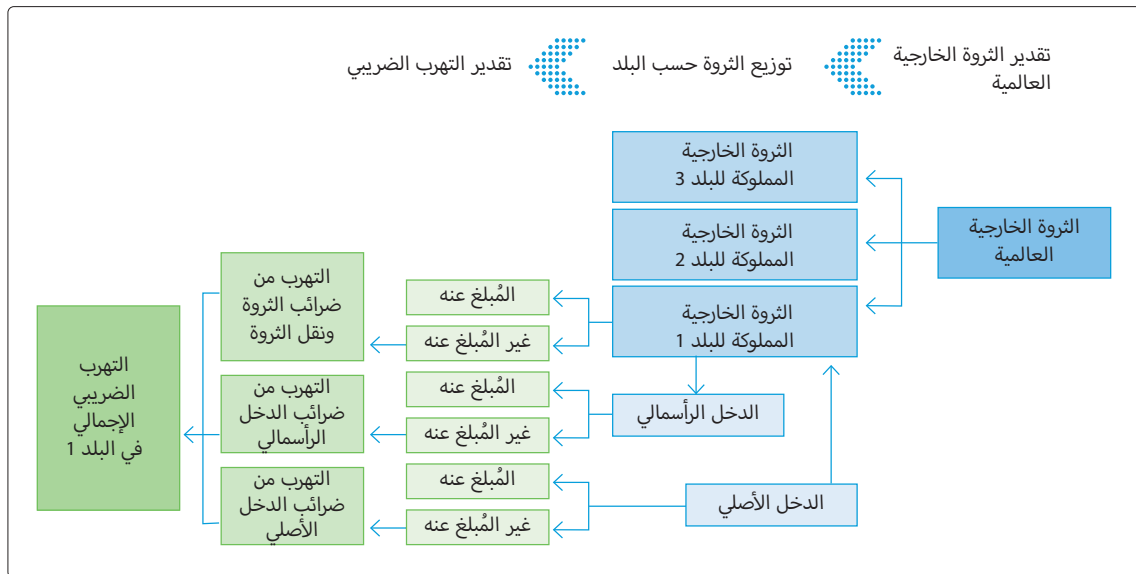 تقدير الثروة الخارجية
العالمية
توزيع الثروة حسب البلد
تقدير التهرب الضريبي
الثروة الخارجية
العالمية
الثروة الخارجية
المملوكة للبلد 3
الثروة الخارجية
المملوكة للبلد 2
الثروة الخارجية
المملوكة للبلد 1
الدخل الرأسمالي
الدخل الأصلي
المُبلغ عنه
غير المُبلغ عنه
المُبلغ عنه
غير المُبلغ عنه
المُبلغ عنه
غير المُبلغ عنه
التهرب من
ضرائب الثروة
ونقل الثروة
التهرب من
ضرائب الدخل
الرأسمالي
التهرب من
ضرائب الدخل
الأصلي
التهرب
الضريبي
الإجمالي
في البلد 1